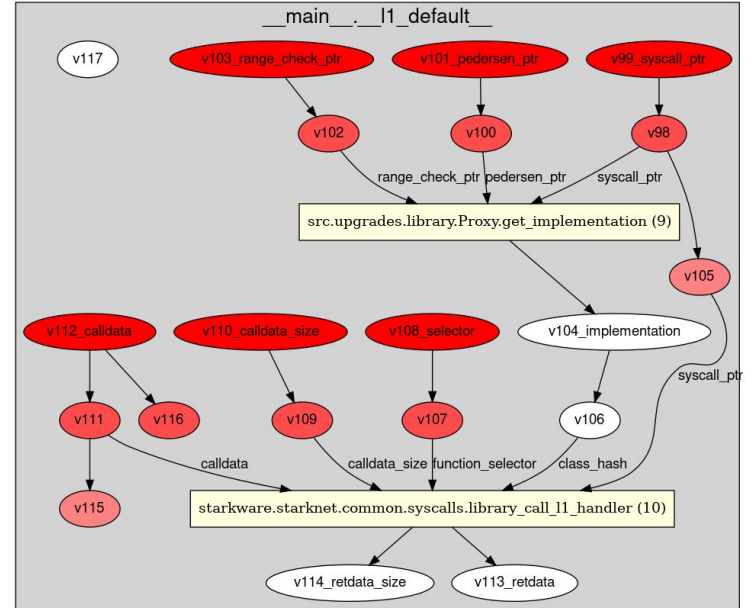 __main__.__l1_default__
v117
v103_range_check_ptr
v101_pedersen_ptr
v99_syscall_ptr
v102
v100
v98
range_check_ptr
pedersen_ptr
syscall_ptr
src.upgrades.library.Proxy.get_implementation (9)
v105
v112_calldata
v110_calldata_size
v108_selector
v104_implementation
syscall_ptr
v111
v116
v109
v107
v106
calldata
calldata_size
function_selector
class_hash
v115
starkware.starknet.common.syscalls.library_call_l1_handler (10)
v114_retdata_size
v113_retdata